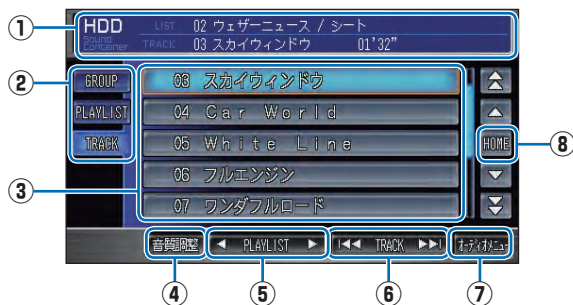 ① HDD LIST 02 ウェザーニュース / シート
Sound Container TRACK 03 スカイウィンドウ 01'32”
② GROUP
PLAYLIST
TRACK
③ 03 スカイウィンドウ
04 Car World
05 White Line
06 フルエンジン
07 ワンダフルロード
HOME ⑧
音質調整 PLAYLIST TRACK オーディオメニュー
④ ⑤ ⑥ ⑦